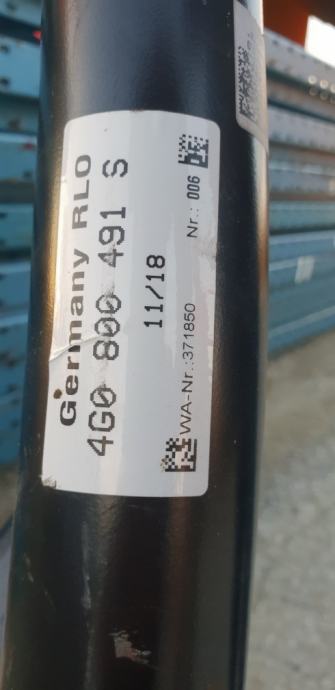 Germany RLO
4G0 800 491 S
11/18
WA-Nr.:371850 Nr.: 006